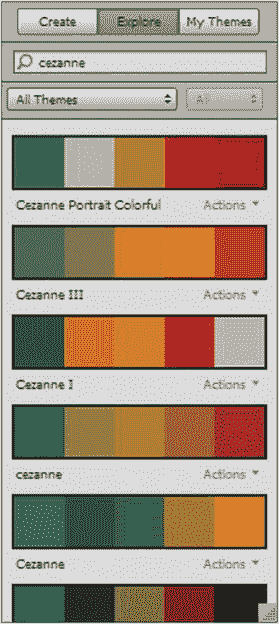 Create Explore My Themes
cezanne
All Themes All
Cezanne Portrait Colorful Actions
Cezanne III Actions
Cezanne I Actions
cezanne Actions
Cezanne Actions